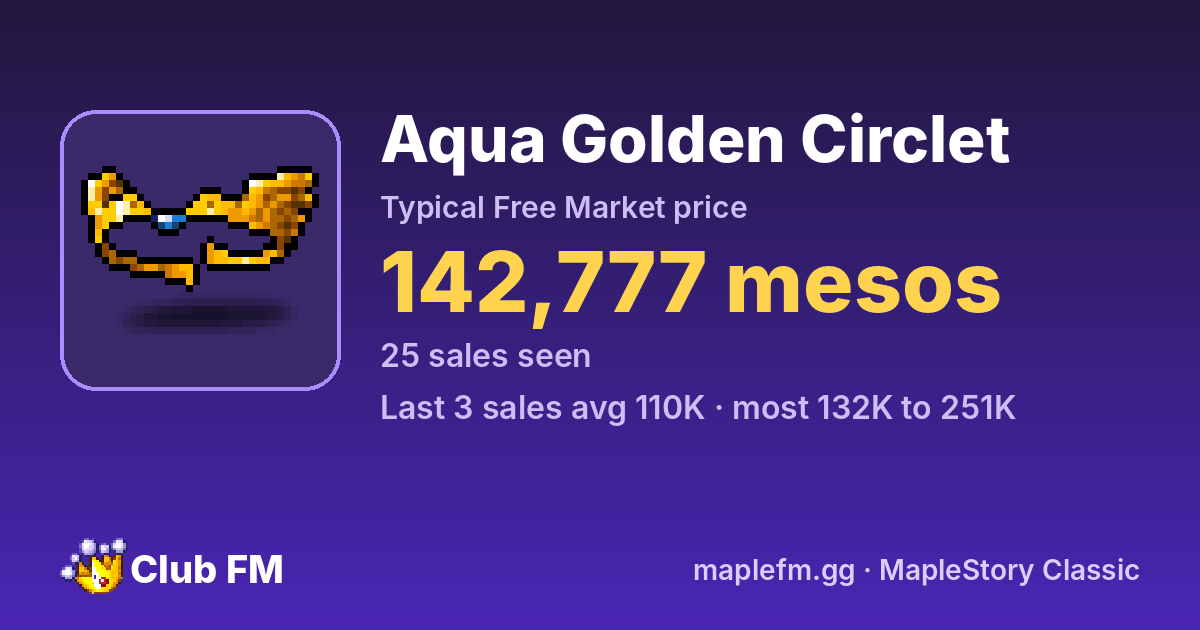 Aqua Golden Circlet
Typical Free Market price
142,777 mesos
25 sales seen
Last 3 sales avg 110K · most 132K to 251K
Club FM
maplefm.gg · MapleStory Classic